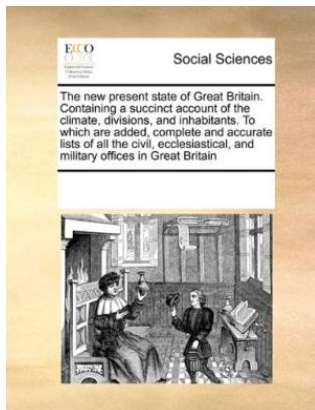 ECCO
Social Sciences
The new present state of Great Britain.
Containing a succinct account of the
climate, divisions, and inhabitants. To
which are added, complete and accurate
lists of all the civil, ecclesiastical, and
military offices in Great Britain